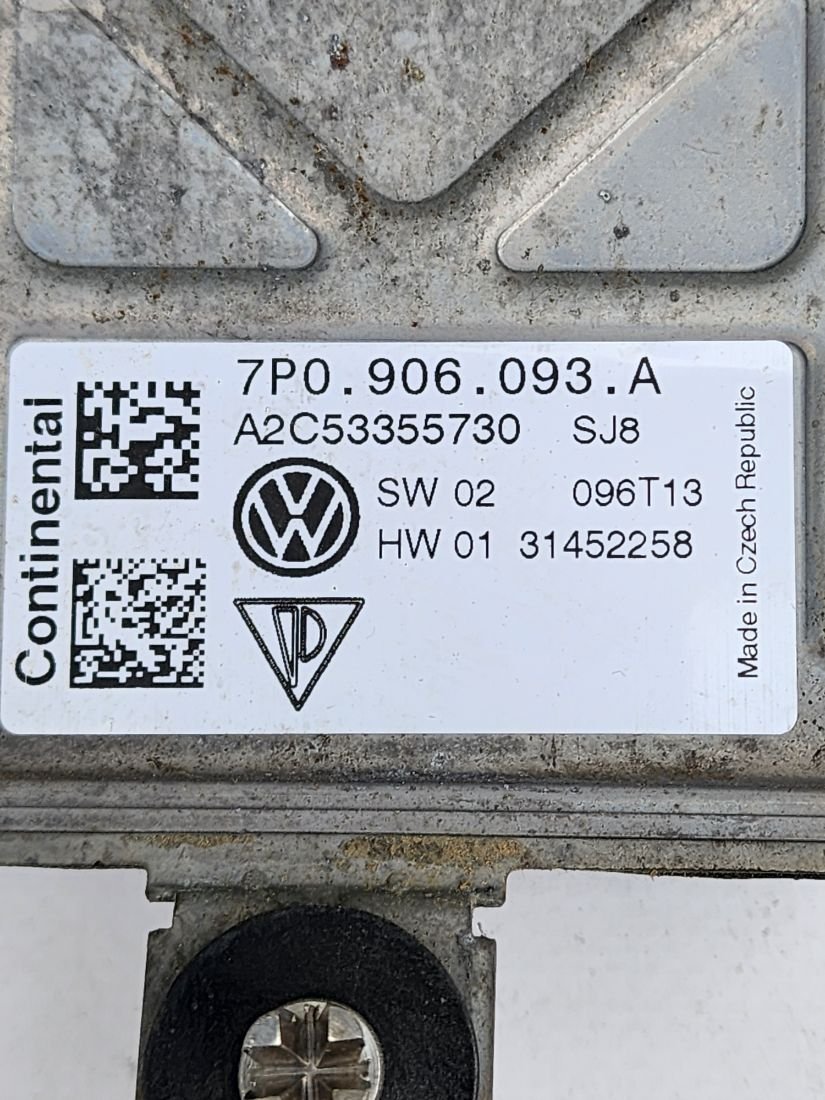 Continental
7P0.906.093.A
A2C53355730 SJ8
SW 02 096T13
HW 01 31452258
Made in Czech Republic